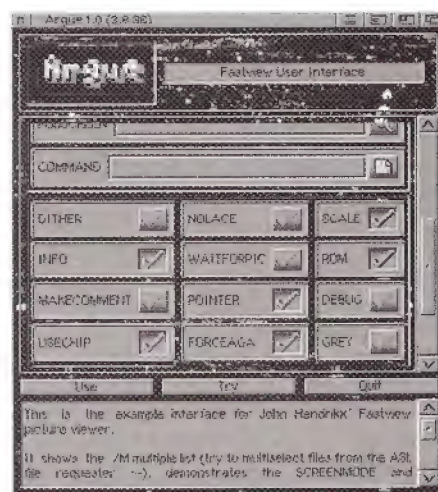 Argue 1.0 (3.8.96)
Argue
Fastview User Interface
COMMAND
DITHER NOLACE SCALE
INFO WAITFORPIC ROM
MAKECOMMENT POINTER DEBUG
USECHIP FORCEAGA GREY
Use Try Quit
This is the example interface for John Hendrikx' Fastview
picture viewer.
It shows the /M multiple list (try to multiselect files from the ASL
file requester :-), demonstrates the SCREENMODE and